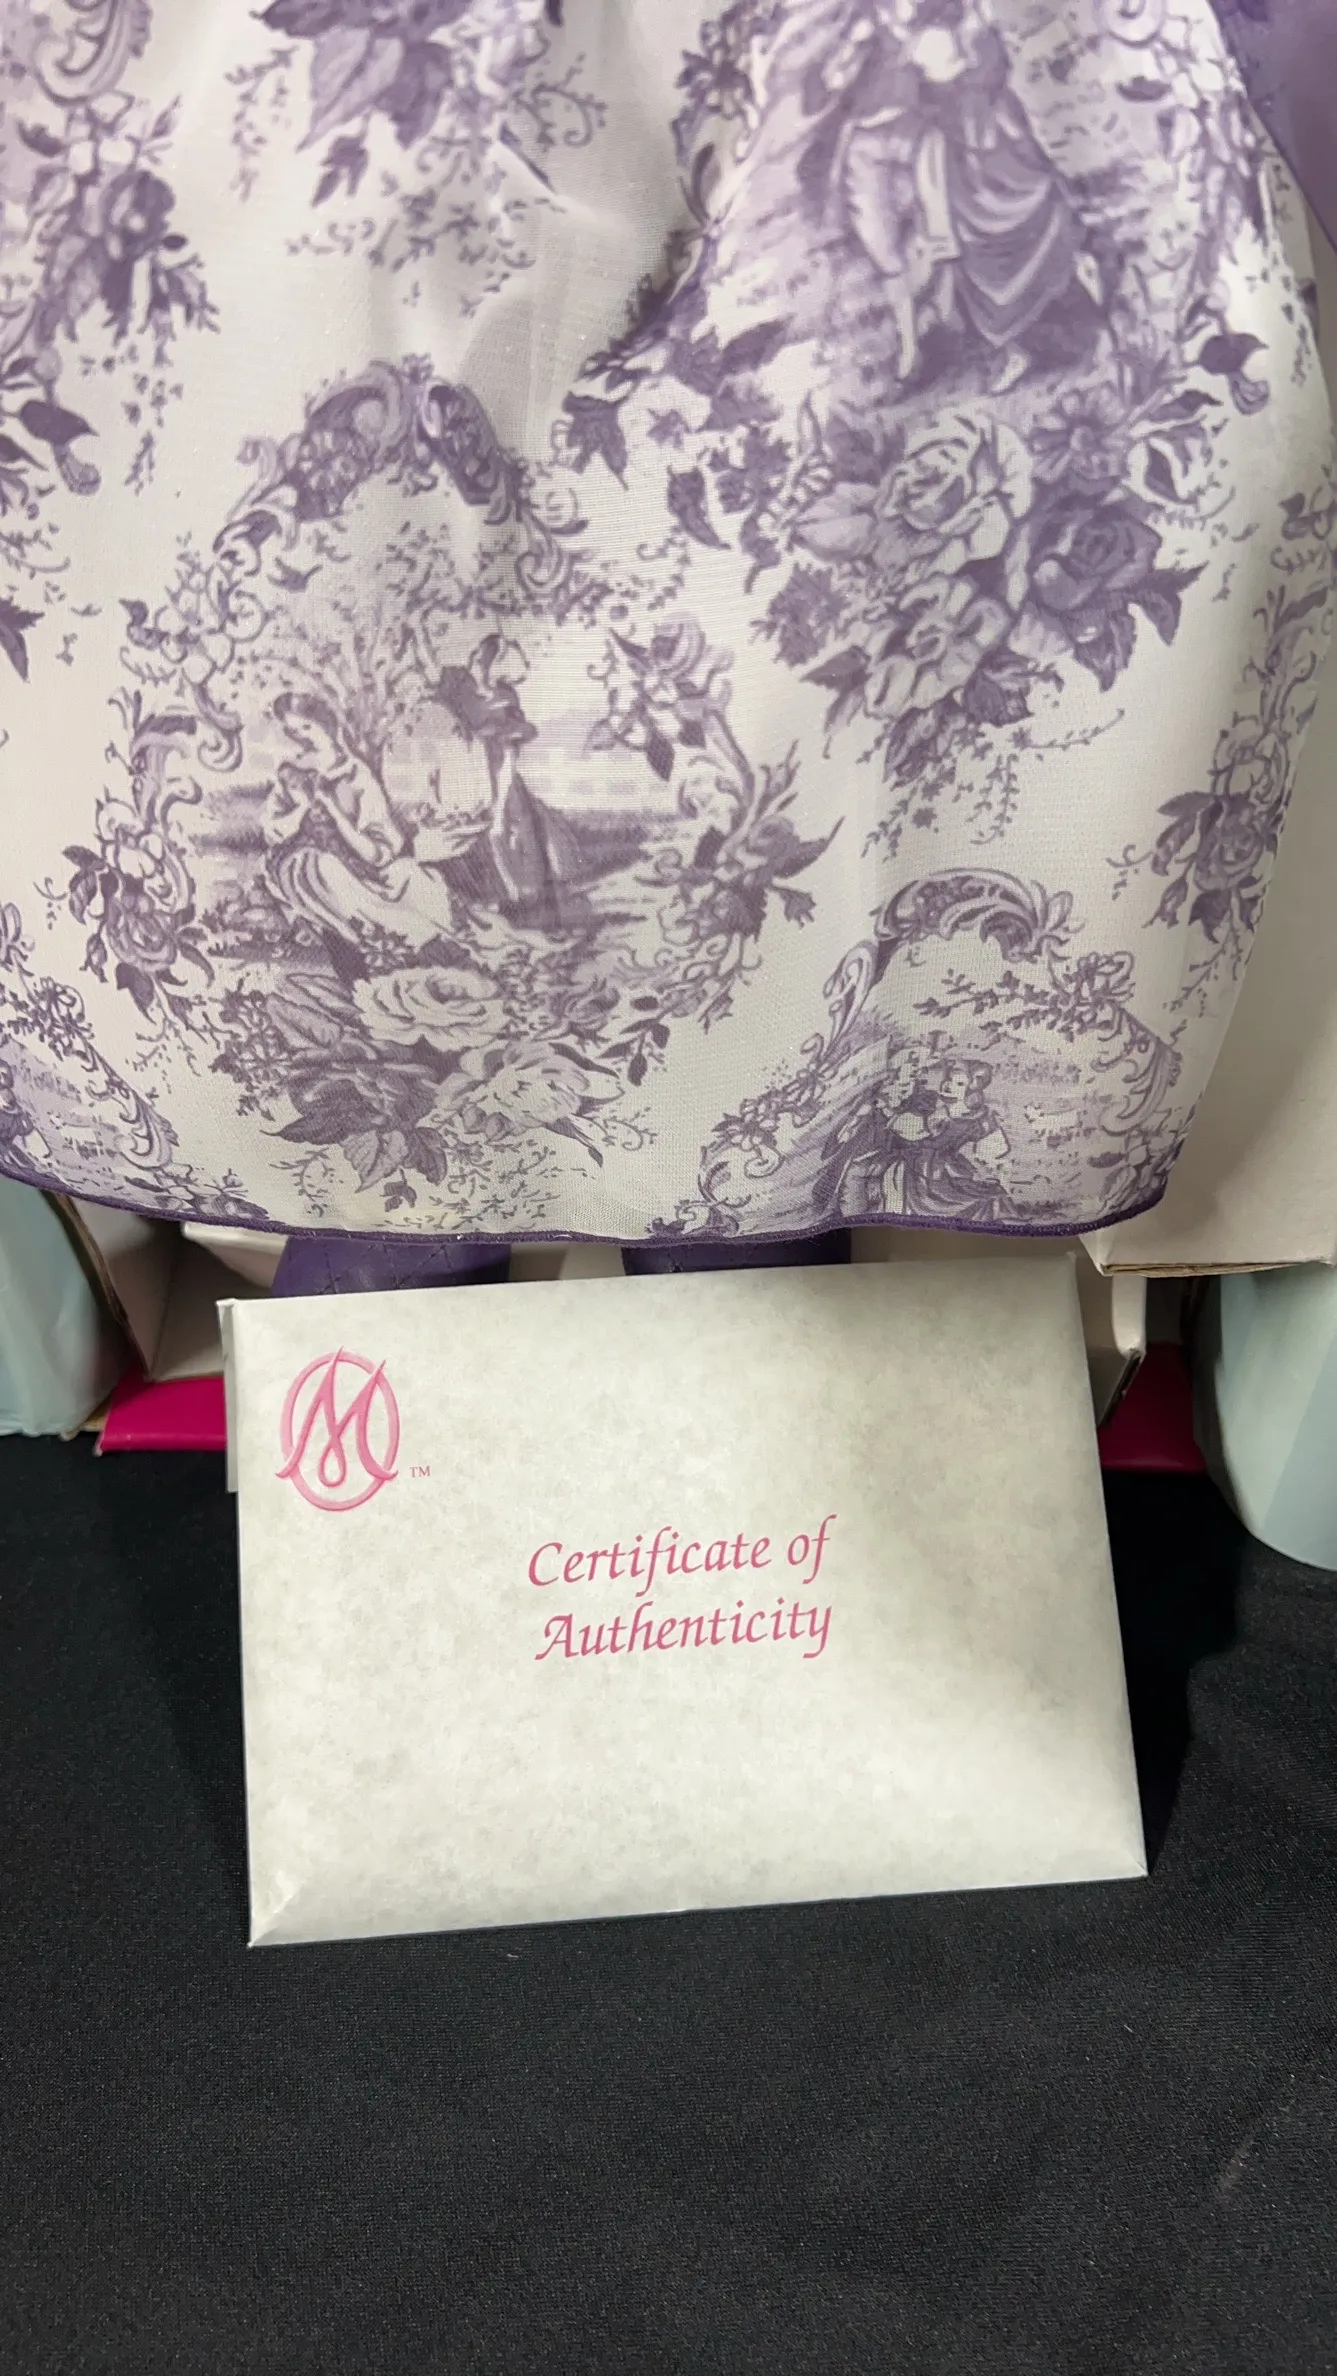 M ™
Certificate of
Authenticity